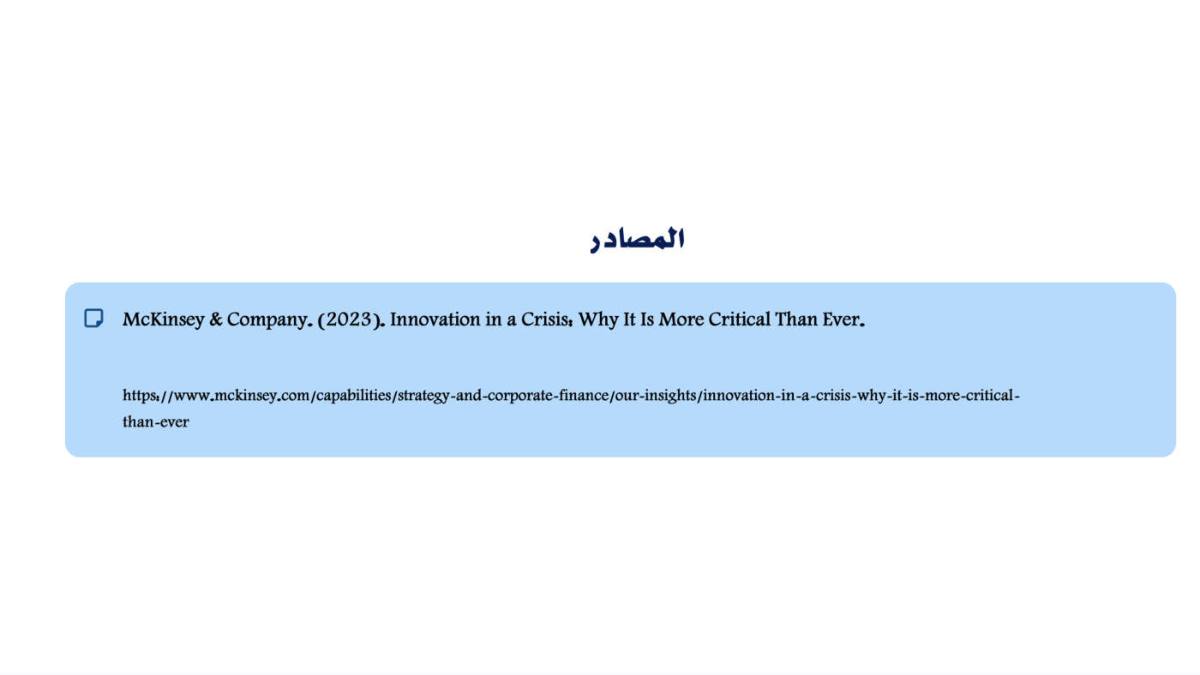 المصادر
McKinsey & Company. (2023). Innovation in a Crisis: Why It Is More Critical Than Ever.
https://www.mckinsey.com/capabilities/strategy-and-corporate-finance/our-insights/innovation-in-a-crisis-why-it-is-more-critical-
than-ever